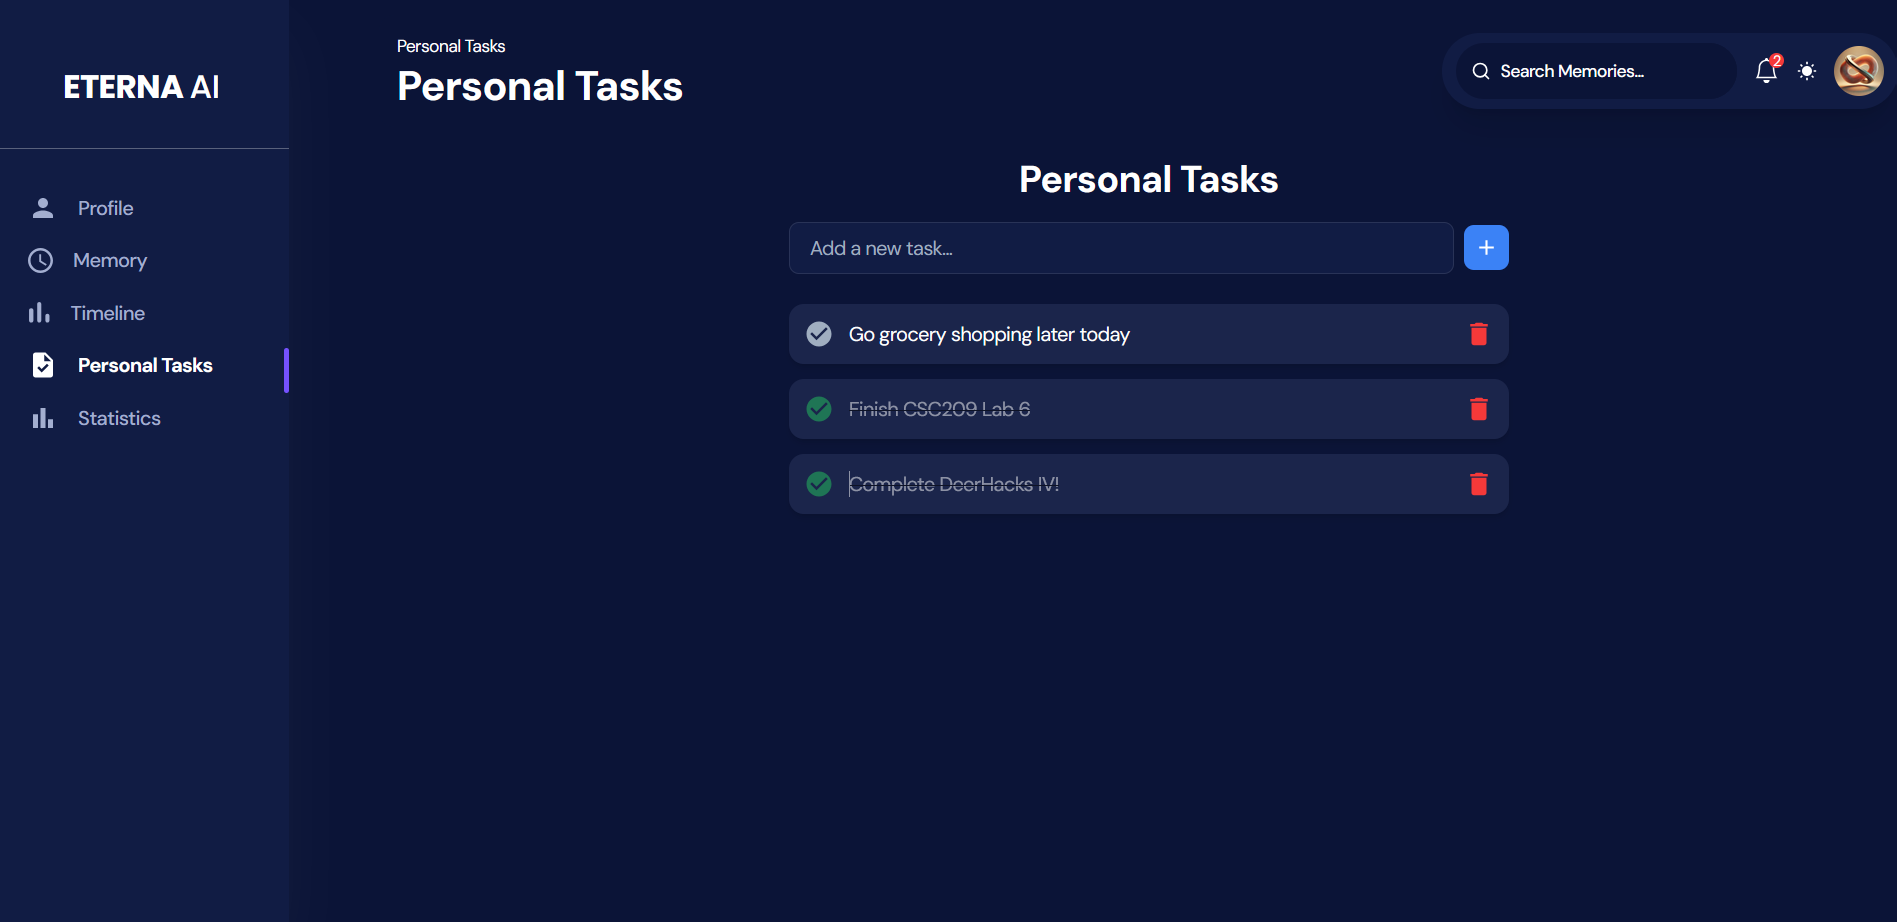 ETERNA AI
Profile
Memory
Timeline
Personal Tasks
Statistics
Personal Tasks
Personal Tasks
Search Memories...
2
Personal Tasks
Add a new task...
+
Go grocery shopping later today
Finish CSC209 Lab 6
Complete DeerHacks IV!